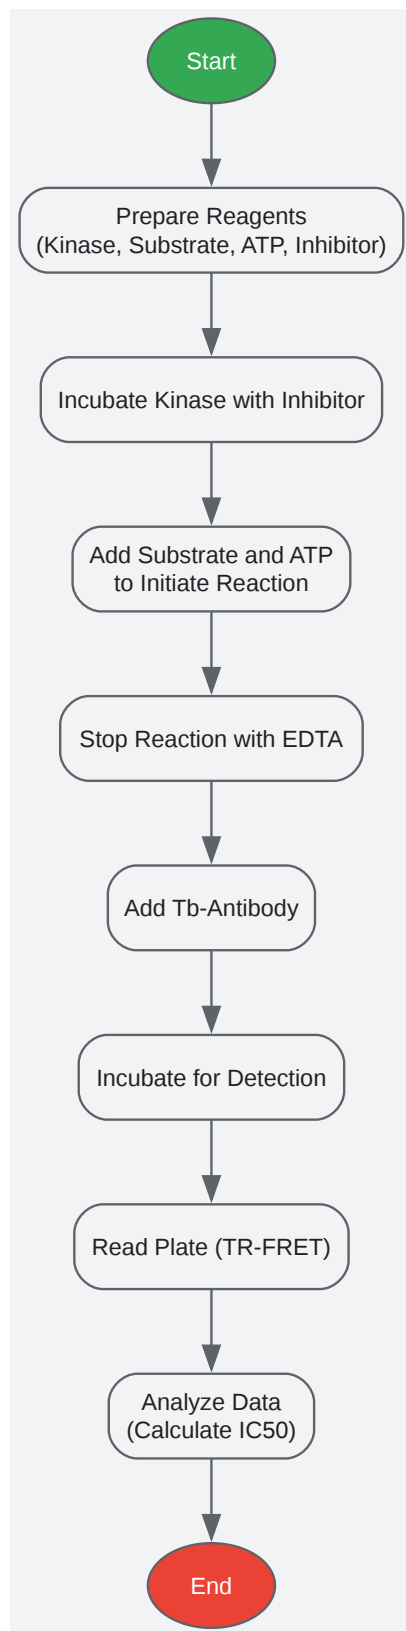 Start
Prepare Reagents
(Kinase, Substrate, ATP, Inhibitor)
Incubate Kinase with Inhibitor
Add Substrate and ATP
to Initiate Reaction
Stop Reaction with EDTA
Add Tb-Antibody
Incubate for Detection
Read Plate (TR-FRET)
Analyze Data
(Calculate IC50)
End